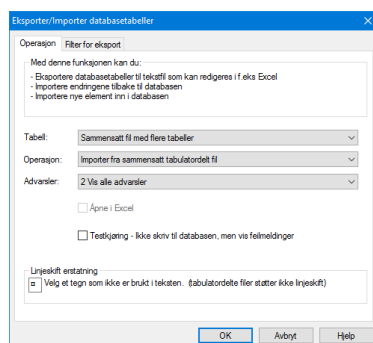 Eksporter/Importer databasetabeller
Operasjon Filter for eksport
Med denne funksjonen kan du:
- Eksportere databasetabeller til tekstfil som kan redigeres i f.eks Excel
- Importere endringene tilbake til databasen
- Importere nye element inn i databasen
Tabell: Sammensatt fil med flere tabeller
Operasjon: Importer fra sammensatt tabulatordelt fil
Advarsler: 2 Vis alle advarsler
Åpne i Excel
Testkjøring - Ikke skriv til databasen, men vis feilmeldinger
Linjeskift erstatning
¤ Velg et tegn som ikke er brukt i teksten. (tabulatordelte filer støtter ikke linjeskift)
OK Avbryt Hjelp